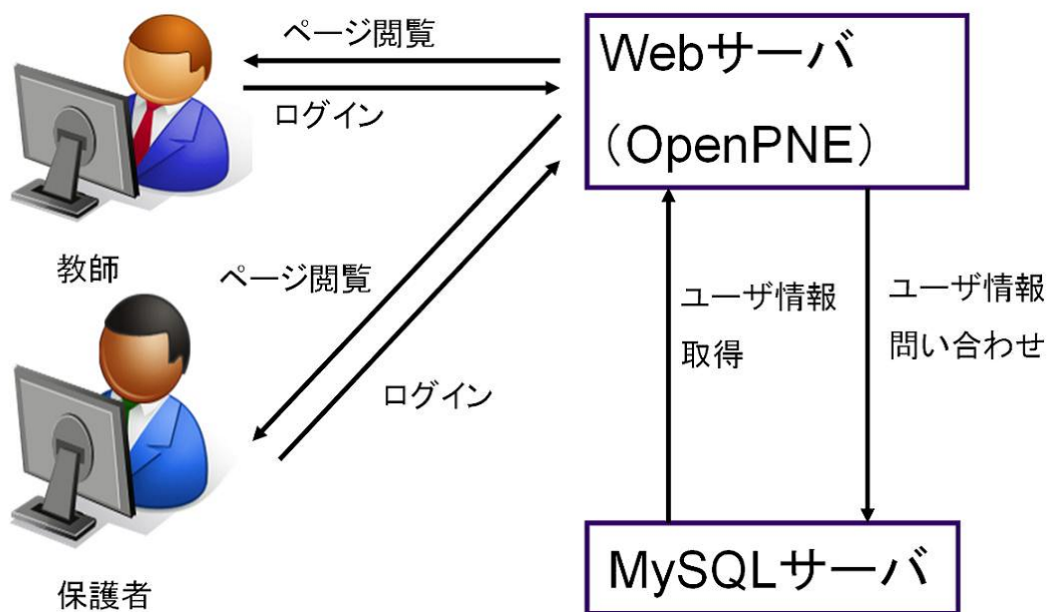 ページ閲覧
ログイン
教師
Webサーバ
（OpenPNE）
ページ閲覧
ログイン
保護者
ユーザ情報
取得
ユーザ情報
問い合わせ
MySQLサーバ